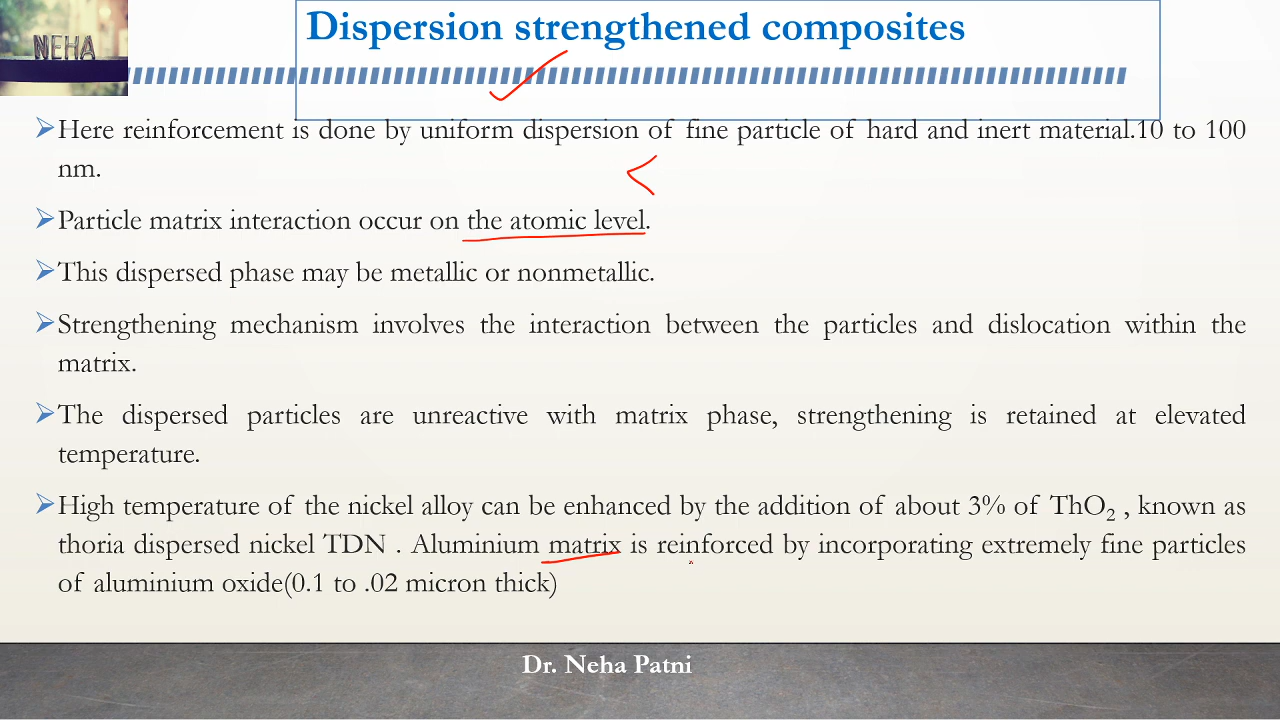 NEHA
Dispersion strengthened composites
➢Here reinforcement is done by uniform dispersion of fine particle of hard and inert material.10 to 100
nm.
➢Particle matrix interaction occur on the atomic level.
➢This dispersed phase may be metallic or nonmetallic.
➢Strengthening mechanism involves the interaction between the particles and dislocation within the
matrix.
➢The dispersed particles are unreactive with matrix phase, strengthening is retained at elevated
temperature.
➢High temperature of the nickel alloy can be enhanced by the addition of about 3% of ThO₂ , known as
thoria dispersed nickel TDN . Aluminium matrix is reinforced by incorporating extremely fine particles
of aluminium oxide(0.1 to .02 micron thick)
Dr. Neha Patni